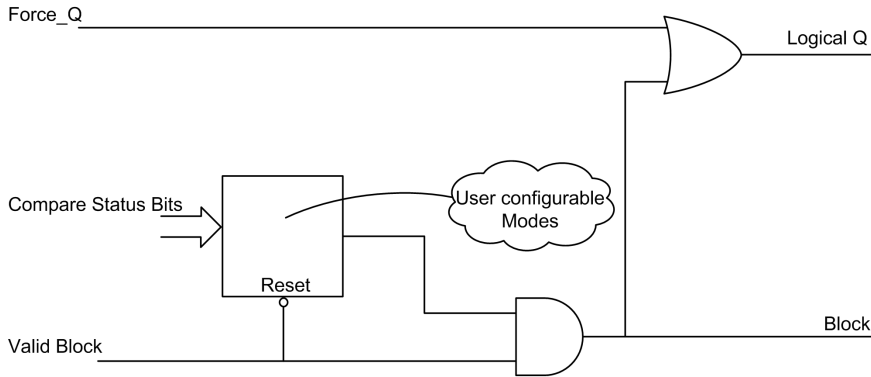 Force_Q
Logical Q
Compare Status Bits
User configurable
Modes
Reset
Block
Valid Block